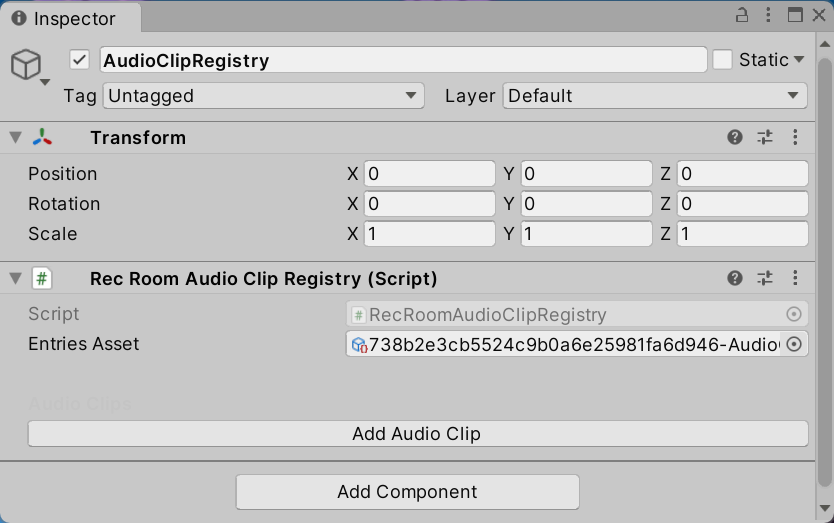 Inspector
AudioClipRegistry
Static
Tag Untagged Layer Default
Transform
Position X 0 Y 0 Z 0
Rotation X 0 Y 0 Z 0
Scale X 1 Y 1 Z 1
# Rec Room Audio Clip Registry (Script)
Script # RecRoomAudioClipRegistry
Entries Asset 738b2e3cb5524c9b0a6e25981fa6d946-Audio
Audio Clips
Add Audio Clip
Add Component